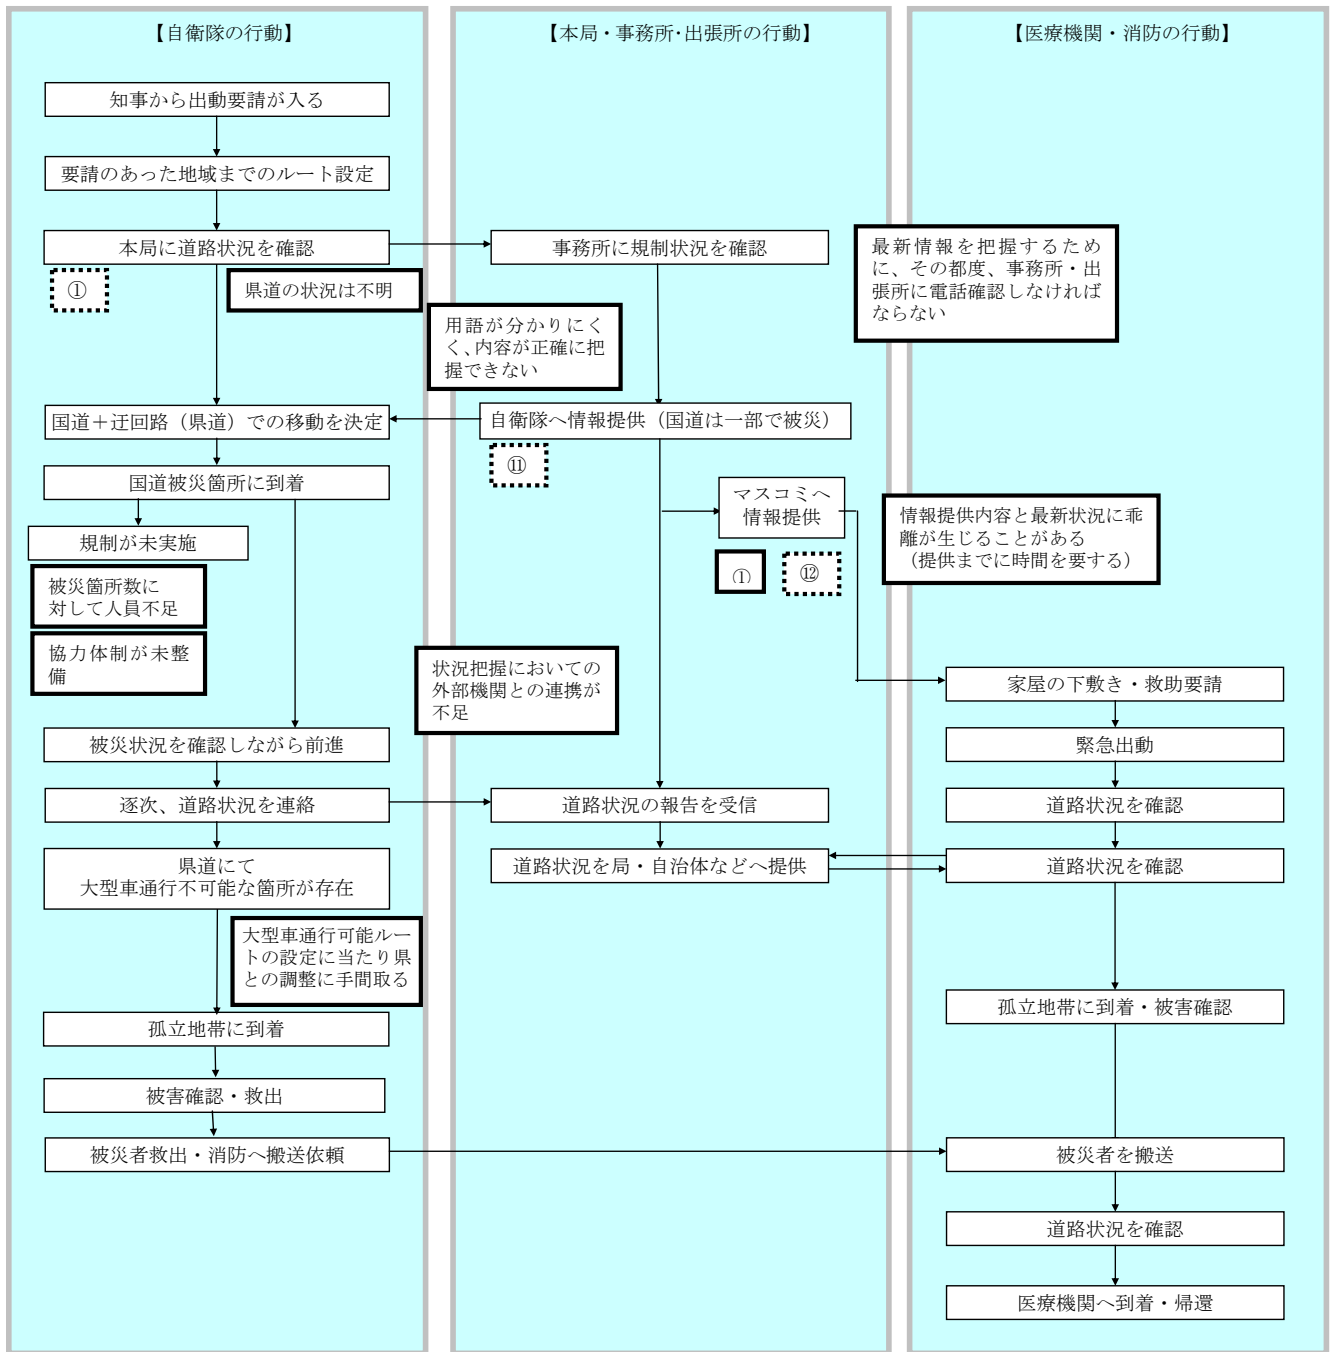 【自衛隊の行動】
知事から出動要請が入る
要請のあった地域までのルート設定
本局に道路状況を確認
①
県道の状況は不明
国道＋迂回路（県道）での移動を決定
国道被災箇所に到着
規制が未実施
被災箇所数に
対して人員不足
協力体制が未整
備
被災状況を確認しながら前進
逐次、道路状況を連絡
県道にて
大型車通行不可能な箇所が存在
大型車通行可能ルー
トの設定に当たり県
との調整に手間取る
孤立地帯に到着
被害確認・救出
被災者救出・消防へ搬送依頼
【本局・事務所・出張所の行動】
事務所に規制状況を確認
用語が分かりにく
く、内容が正確に把
握できない
自衛隊へ情報提供（国道は一部で被災）
⑪
マスコミへ
情報提供
①
⑫
状況把握においての
外部機関との連携が
不足
道路状況の報告を受信
道路状況を局・自治体などへ提供
【医療機関・消防の行動】
最新情報を把握するため
に、その都度、事務所・出
張所に電話確認しなければ
ならない
情報提供内容と最新状況に乖
離が生じることがある
（提供までに時間を要する）
家屋の下敷き・救助要請
緊急出動
道路状況を確認
道路状況を確認
孤立地帯に到着・被害確認
被災者を搬送
道路状況を確認
医療機関へ到着・帰還